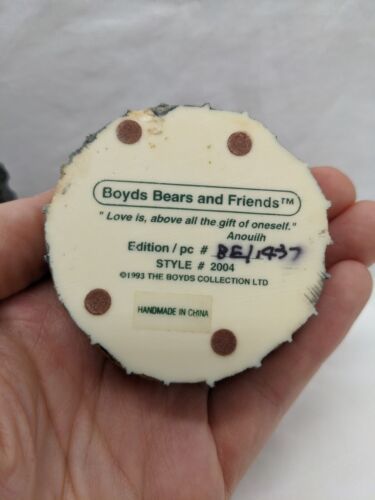 Boyds Bears and Friends™
" Love is, above all the gift of oneself."
Anouilh
Edition / pc # BE/1437
STYLE # 2004
©1993 THE BOYDS COLLECTION LTD
HANDMADE IN CHINA